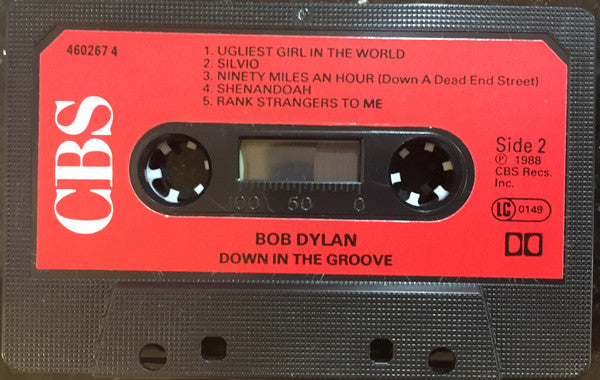 460267 4
1. UGLIEST GIRL IN THE WORLD
2. SILVIO
3. NINETY MILES AN HOUR (Down A Dead End Street)
4. SHENANDOAH
5. RANK STRANGERS TO ME
CBS
Side 2
℗ 1988
CBS Recs.
Inc.
LC 0149
100 50 0
BOB DYLAN
DOWN IN THE GROOVE